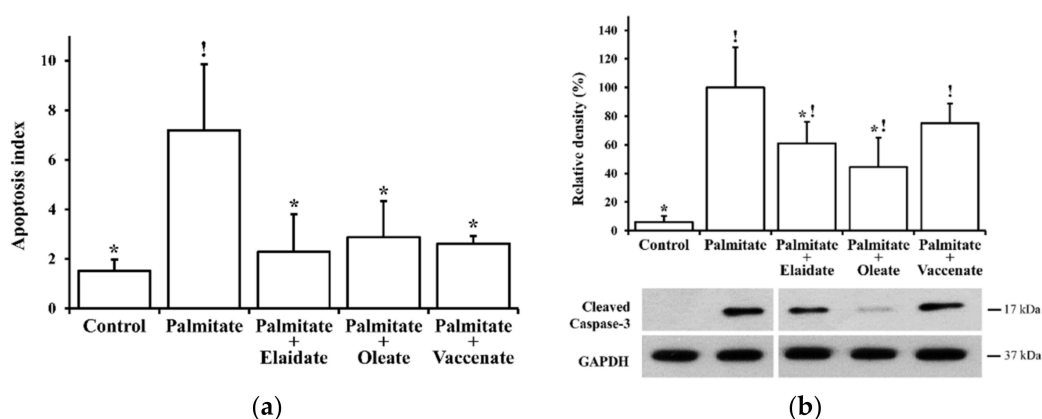 Apoptosis index
10
8
6
4
2
0
!
*
*
*
*
Control Palmitate Palmitate Palmitate Palmitate
+ + +
Elaidate Oleate Vaccenate
(a)
Relative density (%)
140
120
100
80
60
40
20
0
*
!
*!
*!
!
Control Palmitate Palmitate Palmitate Palmitate
+ + +
Elaidate Oleate Vaccenate
Cleaved
Caspase-3
17 kDa
GAPDH
37 kDa
(b)